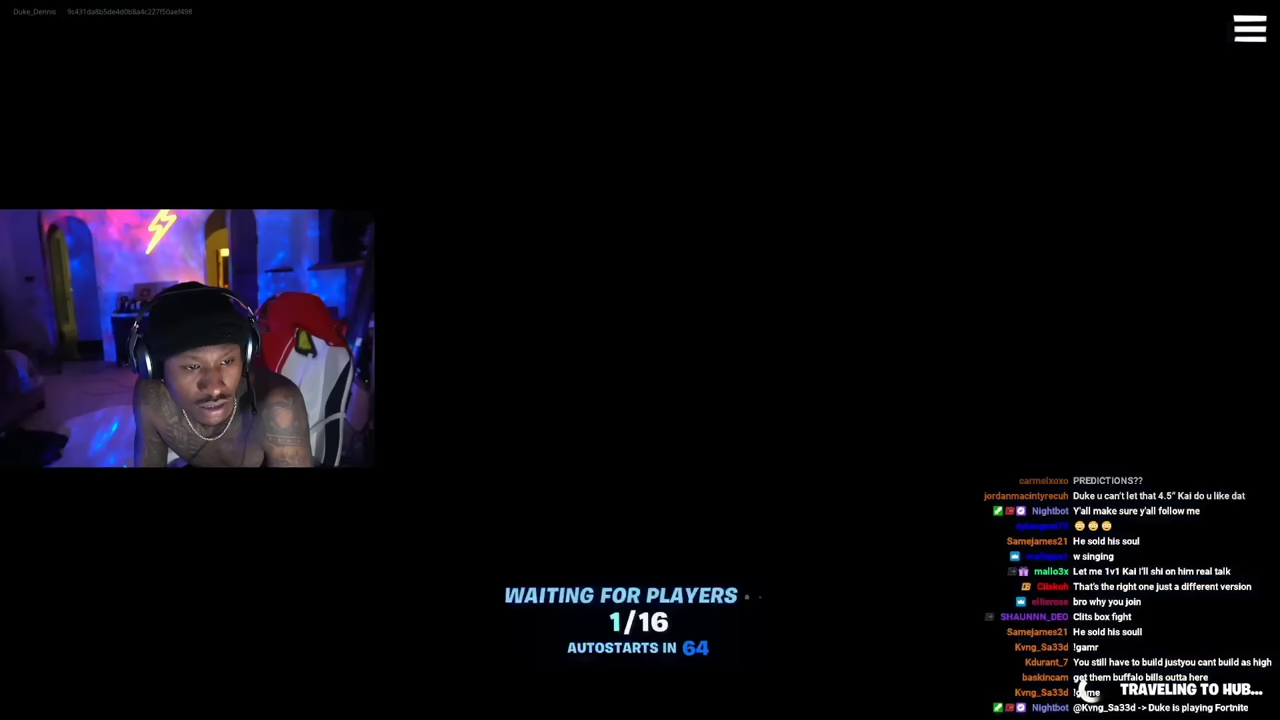 Duke_Dennis 9c431da8b5de4d0b8a4c227f50aef498
carmelxoxo PREDICTIONS??
jordanmacintyrecuh Duke u can't let that 4.5" Kai do u like dat
Nightbot Y'all make sure y'all follow me
😳 😳 😳
Samejames21 He sold his soul
w singing
mallo3x Let me 1v1 Kai I'll shi on him real talk
That's the right one just a different version
bro why you join
SHAUNNN_DEO Clits box fight
Samejames21 He sold his soull
Kvng_Sa33d !gamr
Kdurant_7 You still have to build justyou cant build as high
baskincam get them buffalo bills outta here
Kvng_Sa33d !game
Nightbot @Kvng_Sa33d -> Duke is playing Fortnite
WAITING FOR PLAYERS
1/16
AUTOSTARTS IN 64
TRAVELING TO HUB...